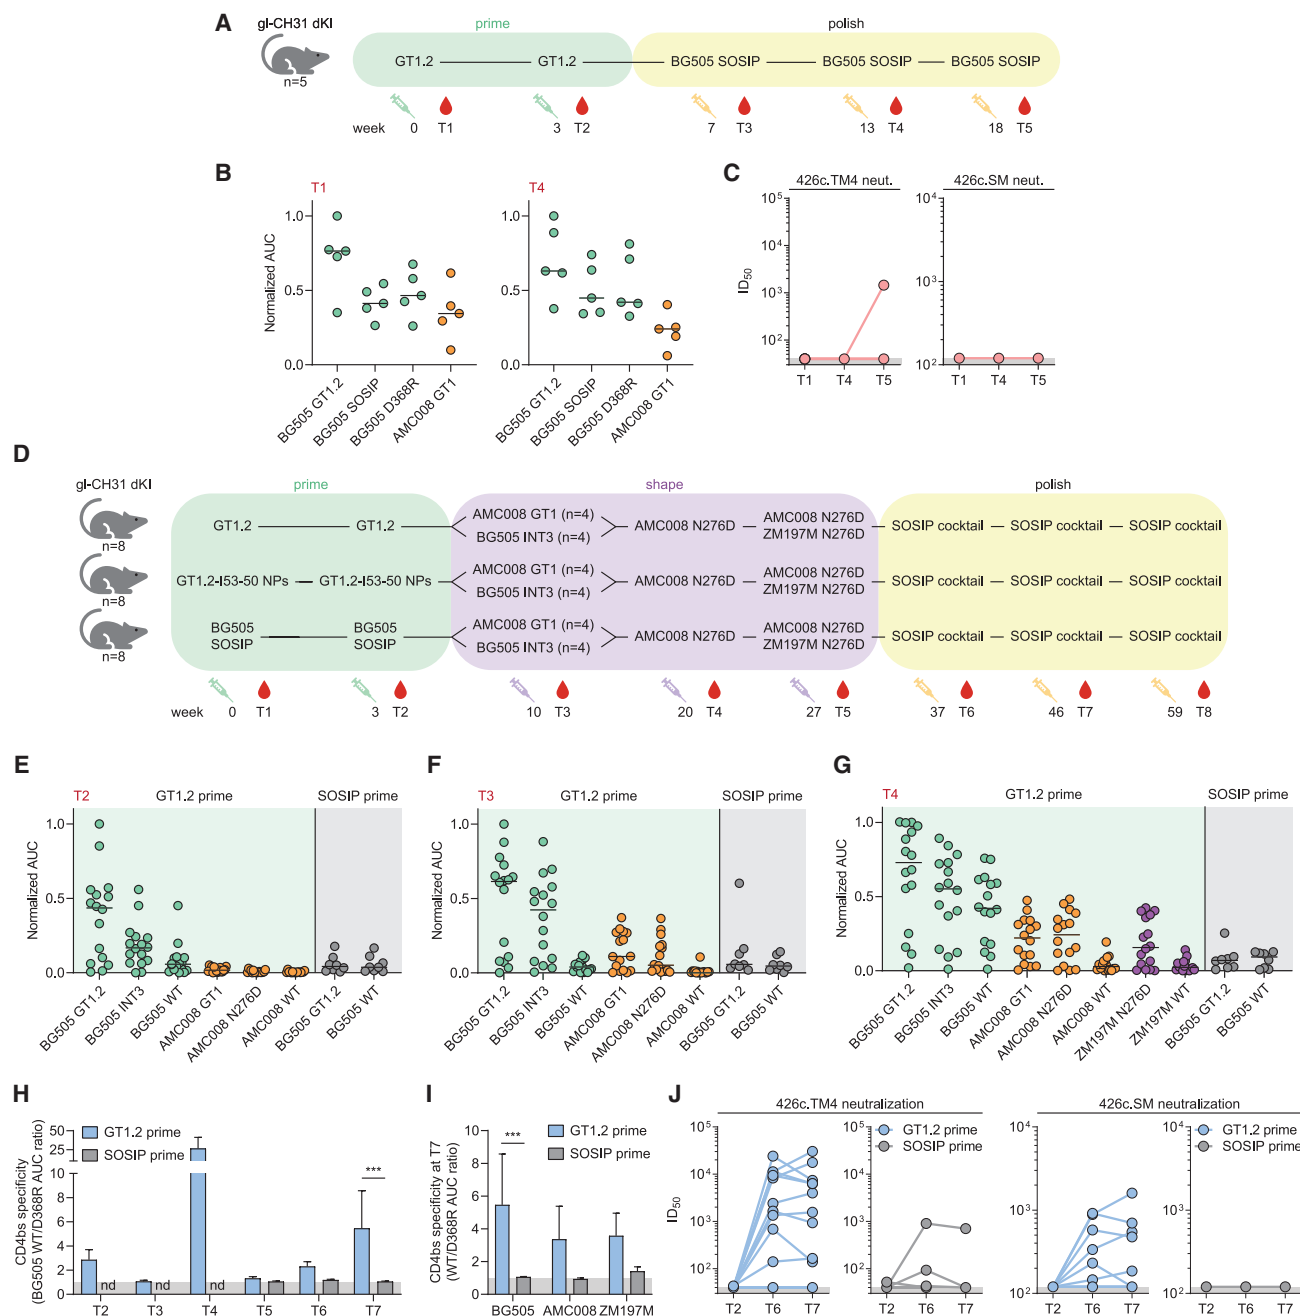 A
gl-CH31 dKI
n=5
prime
polish
GT1.2 GT1.2 BG505 SOSIP BG505 SOSIP BG505 SOSIP
week 0 T1 3 T2 7 T3 13 T4 18 T5
B
T1
Normalized AUC
1.0
0.5
0.0
BG505 GT1.2
BG505 SOSIP
BG505 D368R
AMC008 GT1
T4
1.0
0.5
0.0
BG505 GT1.2
BG505 SOSIP
BG505 D368R
AMC008 GT1
C
426c.TM4 neut.
ID50
10^5
10^4
10^3
10^2
T1 T4 T5
426c.SM neut.
10^4
10^3
10^2
T1 T4 T5
D
gl-CH31 dKI
n=8
n=8
n=8
prime
shape
polish
GT1.2 GT1.2 AMC008 GT1 (n=4) BG505 INT3 (n=4) AMC008 N276D AMC008 N276D ZM197M N276D SOSIP cocktail SOSIP cocktail SOSIP cocktail
GT1.2-I53-50 NPs GT1.2-I53-50 NPs AMC008 GT1 (n=4) BG505 INT3 (n=4) AMC008 N276D AMC008 N276D ZM197M N276D SOSIP cocktail SOSIP cocktail SOSIP cocktail
BG505 SOSIP BG505 SOSIP AMC008 GT1 (n=4) BG505 INT3 (n=4) AMC008 N276D AMC008 N276D ZM197M N276D SOSIP cocktail SOSIP cocktail SOSIP cocktail
week 0 T1 3 T2 10 T3 20 T4 27 T5 37 T6 46 T7 59 T8
E
T2
GT1.2 prime
SOSIP prime
Normalized AUC
1.0
0.5
0.0
BG505 GT1.2
BG505 INT3
BG505 WT
AMC008 GT1
AMC008 N276D
AMC008 WT
BG505 GT1.2
BG505 WT
F
T3
GT1.2 prime
SOSIP prime
Normalized AUC
1.0
0.5
0.0
BG505 GT1.2
BG505 INT3
BG505 WT
AMC008 GT1
AMC008 N276D
AMC008 WT
BG505 GT1.2
BG505 WT
G
T4
GT1.2 prime
SOSIP prime
Normalized AUC
1.0
0.5
0.0
BG505 GT1.2
BG505 INT3
BG505 WT
AMC008 GT1
AMC008 N276D
AMC008 WT
ZM197M N276D
ZM197M WT
BG505 GT1.2
BG505 WT
H
CD4bs specificity
(BG505 WT/D368R AUC ratio)
50
25
10
8
6
4
2
0
GT1.2 prime
SOSIP prime
nd nd nd
***
T2 T3 T4 T5 T6 T7
I
CD4bs specificity at T7
(WT/D368R AUC ratio)
10
8
6
4
2
0
***
GT1.2 prime
SOSIP prime
BG505 AMC008 ZM197M
J
426c.TM4 neutralization
ID50
10^5
10^4
10^3
10^2
GT1.2 prime
T2 T6 T7
10^5
10^4
10^3
10^2
SOSIP prime
T2 T6 T7
426c.SM neutralization
10^4
10^3
10^2
GT1.2 prime
T2 T6 T7
10^4
10^3
10^2
SOSIP prime
T2 T6 T7